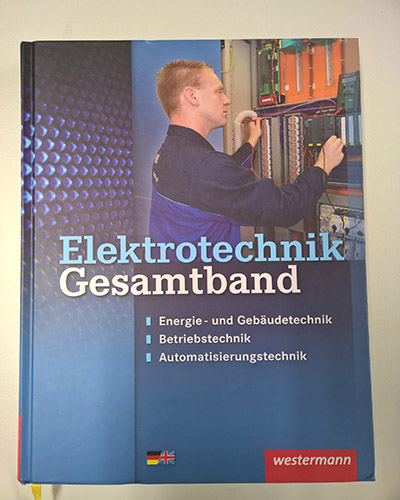 Elektrotechnik
Gesamtband
Energie- und Gebäudetechnik
Betriebstechnik
Automatisierungstechnik
westermann